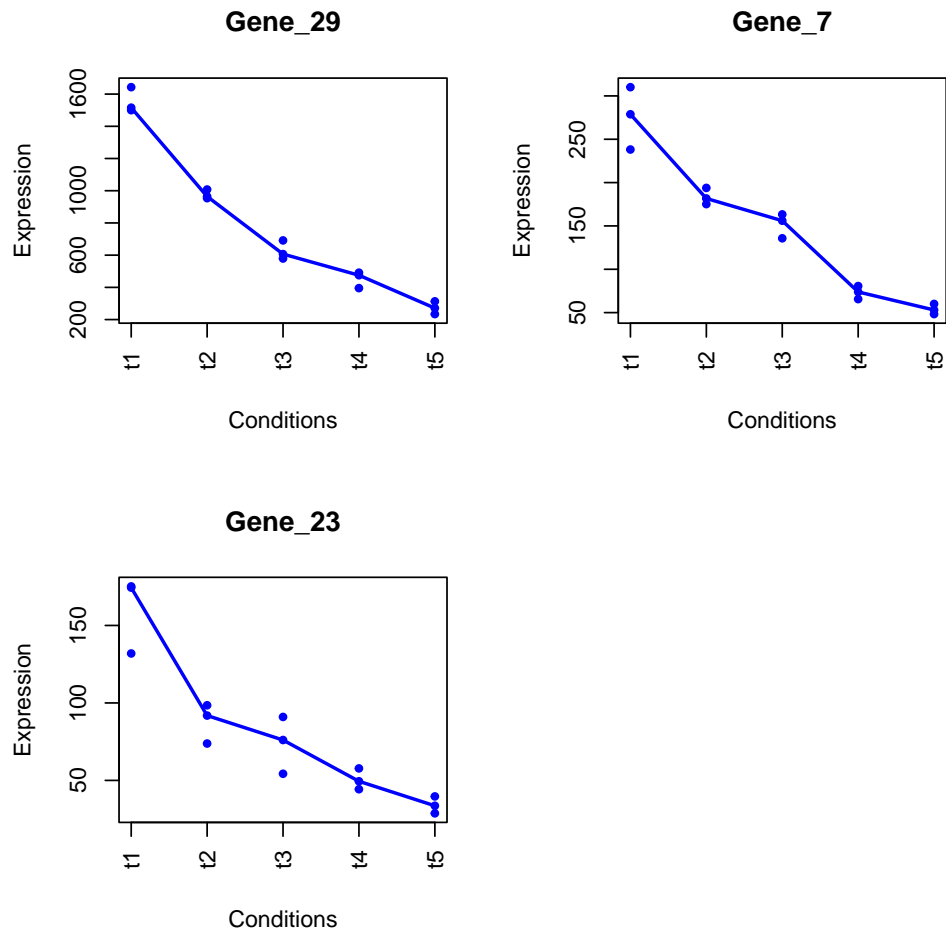 Gene_29
Expression
1600
1000
600
200
t1 t2 t3 t4 t5
Conditions
Gene_7
Expression
250
150
50
t1 t2 t3 t4 t5
Conditions
Gene_23
Expression
150
100
50
t1 t2 t3 t4 t5
Conditions